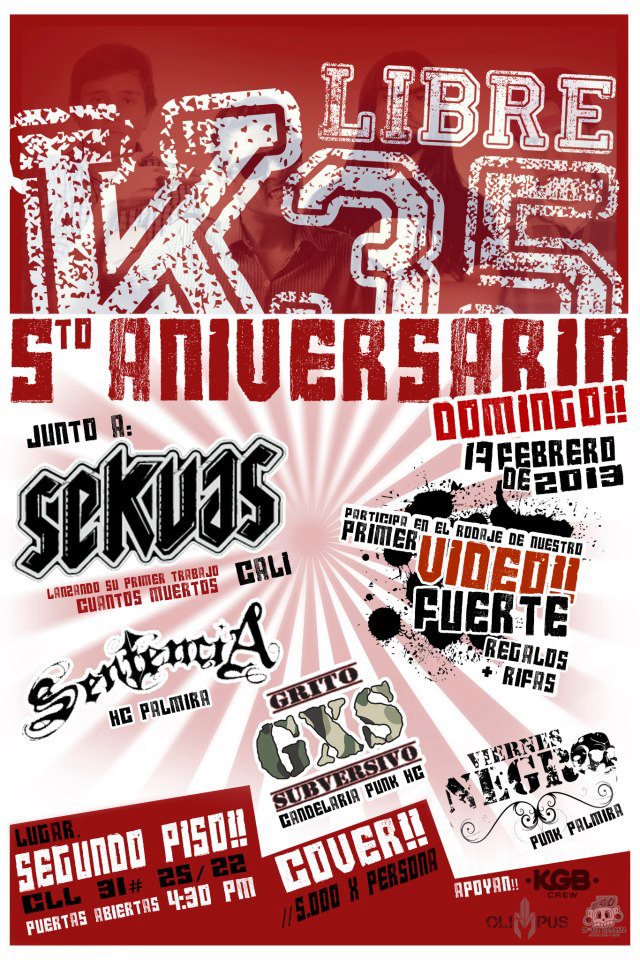 LIBRE
K.35
5TO ANIVERSARIO
DOMINGO!!
17 FEBRERO
DE 2013
JUNTO A:
SEKUAS
CALI
LANZANDO SU PRIMER TRABAJO
CUANTOS MUERTOS
PARTICIPA EN EL RODAJE DE NUESTRO
PRIMER VIDEO!!
FUERTE
REGALOS
+ RIFAS
SENTENCIA
HC PALMIRA
GRITO
GXS
SUBVERSIVO
CANDELARIA PUNK HC
VIERNES
NEGRO
PUNK PALMIRA
LUGAR.
SEGUNDO PISO!!
CLL 31# 25/22
PUERTAS ABIERTAS 4:30 PM
COVER!!
//5.000 X PERSONA
APOYAN!!
·KGB·
CREW
OLIMPUS